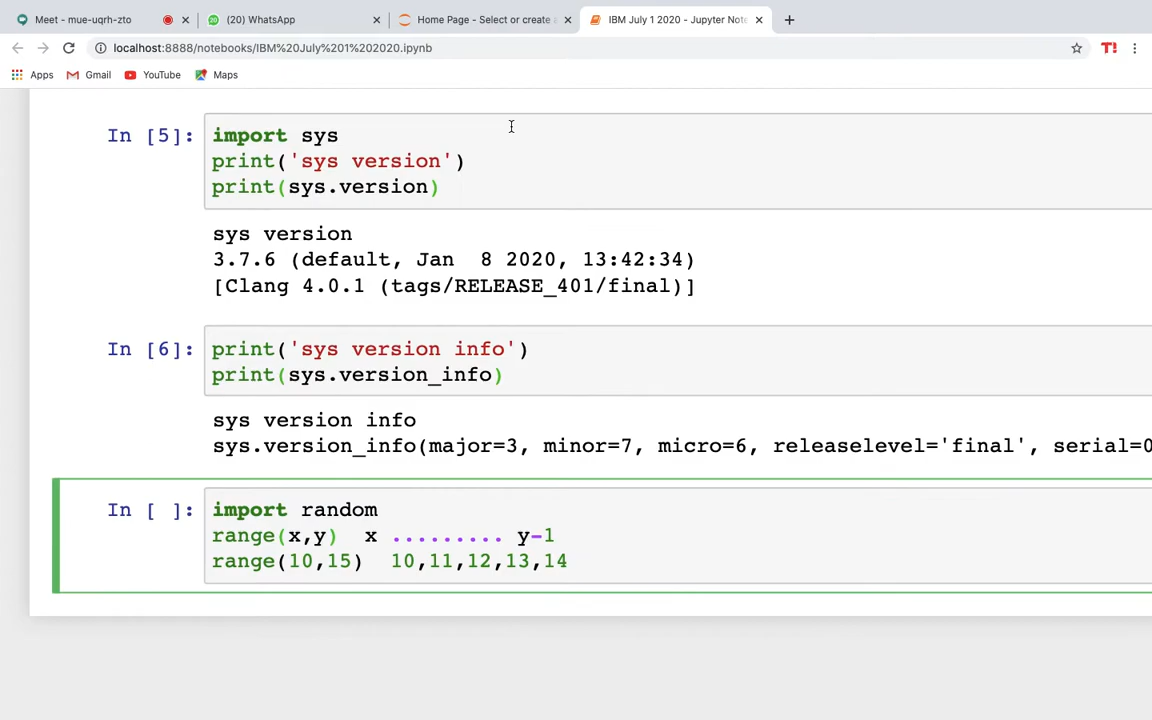 Meet - mue-uqrh-zto
(20) WhatsApp
Home Page - Select or create a
IBM July 1 2020 - Jupyter Note
localhost:8888/notebooks/IBM%20July%201%202020.ipynb
T!
Apps
Gmail
YouTube
Maps
In [5]:
import sys
print('sys version')
print(sys.version)
sys version
3.7.6 (default, Jan  8 2020, 13:42:34)
[Clang 4.0.1 (tags/RELEASE_401/final)]
In [6]:
print('sys version info')
print(sys.version_info)
sys version info
sys.version_info(major=3, minor=7, micro=6, releaselevel='final', serial=0
In [ ]:
import random
range(x,y)  x ......... y-1
range(10,15)  10,11,12,13,14